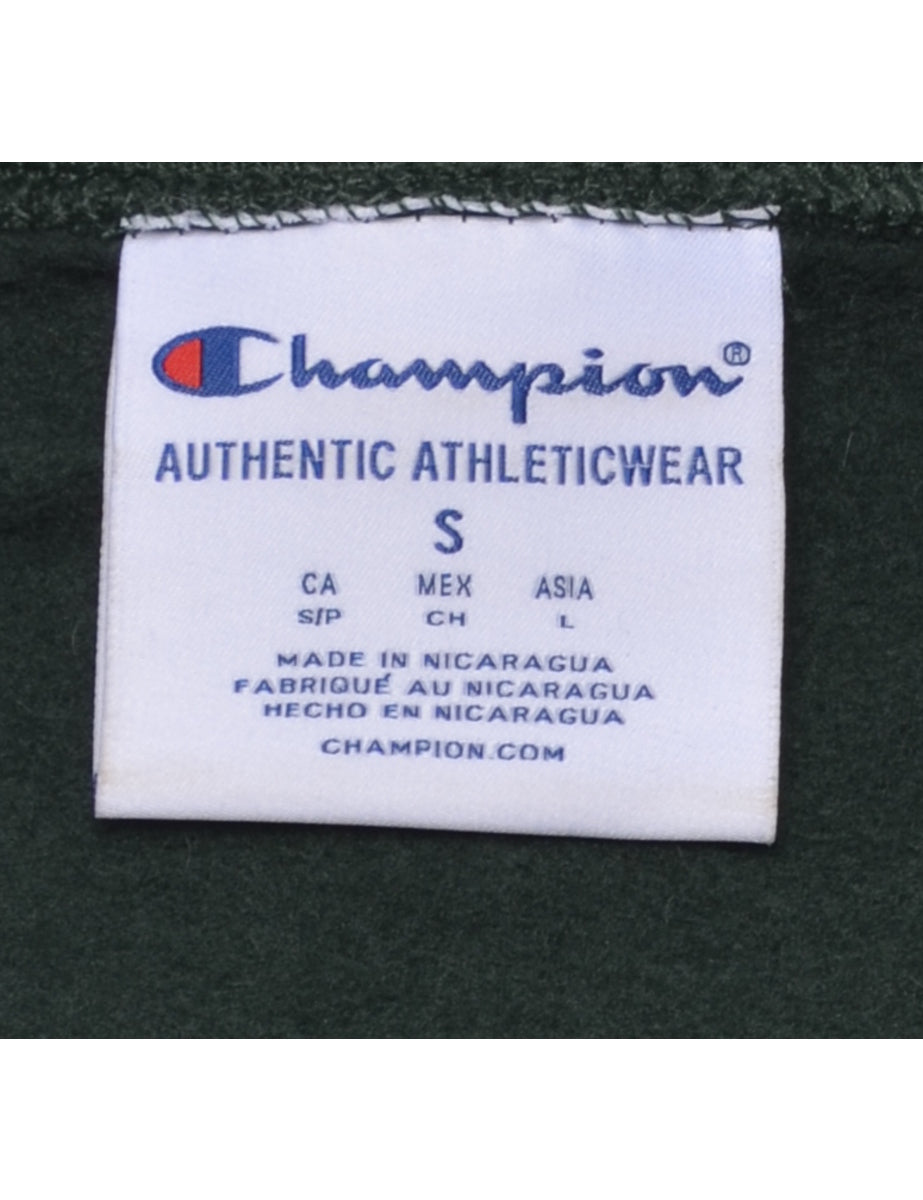 Champion®
AUTHENTIC ATHLETICWEAR
S
CA MEX ASIA
S/P CH L
MADE IN NICARAGUA
FABRIQUÉ AU NICARAGUA
HECHO EN NICARAGUA
CHAMPION.COM